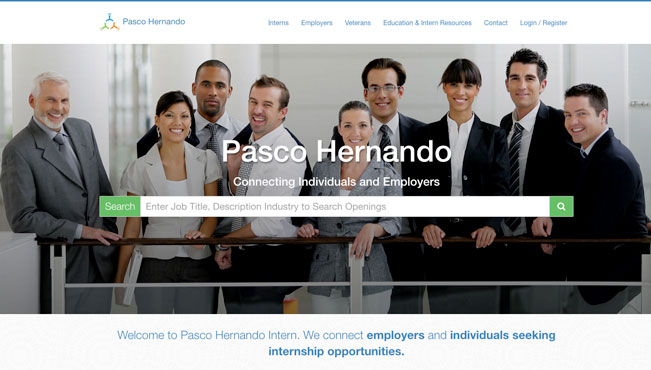 Pasco Hernando
Interns Employers Veterans Education & Intern Resources Contact Login / Register
Pasco Hernando
Connecting Individuals and Employers
Search Enter Job Title, Description Industry to Search Openings
Welcome to Pasco Hernando Intern. We connect employers and individuals seeking
internship opportunities.